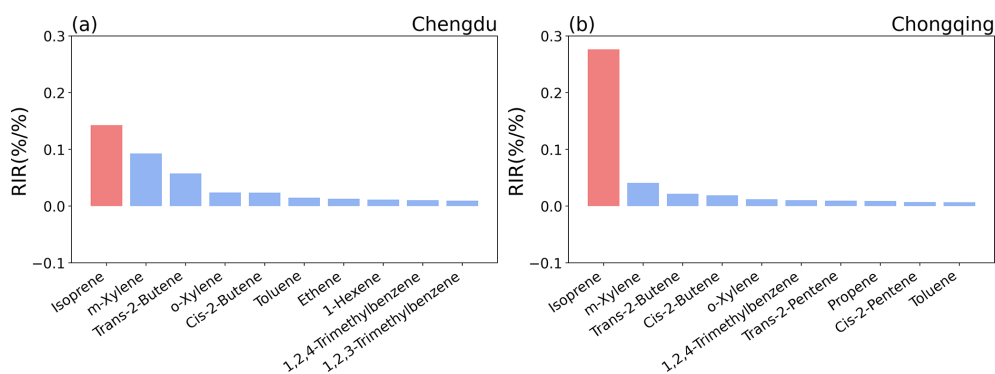 (a) Chengdu
RIR(%/%)
0.3
0.2
0.1
0.0
−0.1
Isoprene
m-Xylene
Trans-2-Butene
o-Xylene
Cis-2-Butene
Toluene
Ethene
1-Hexene
1,2,4-Trimethylbenzene
1,2,3-Trimethylbenzene
(b) Chongqing
RIR(%/%)
0.3
0.2
0.1
0.0
−0.1
Isoprene
m-Xylene
Trans-2-Butene
Cis-2-Butene
o-Xylene
1,2,4-Trimethylbenzene
Trans-2-Pentene
Propene
Cis-2-Pentene
Toluene